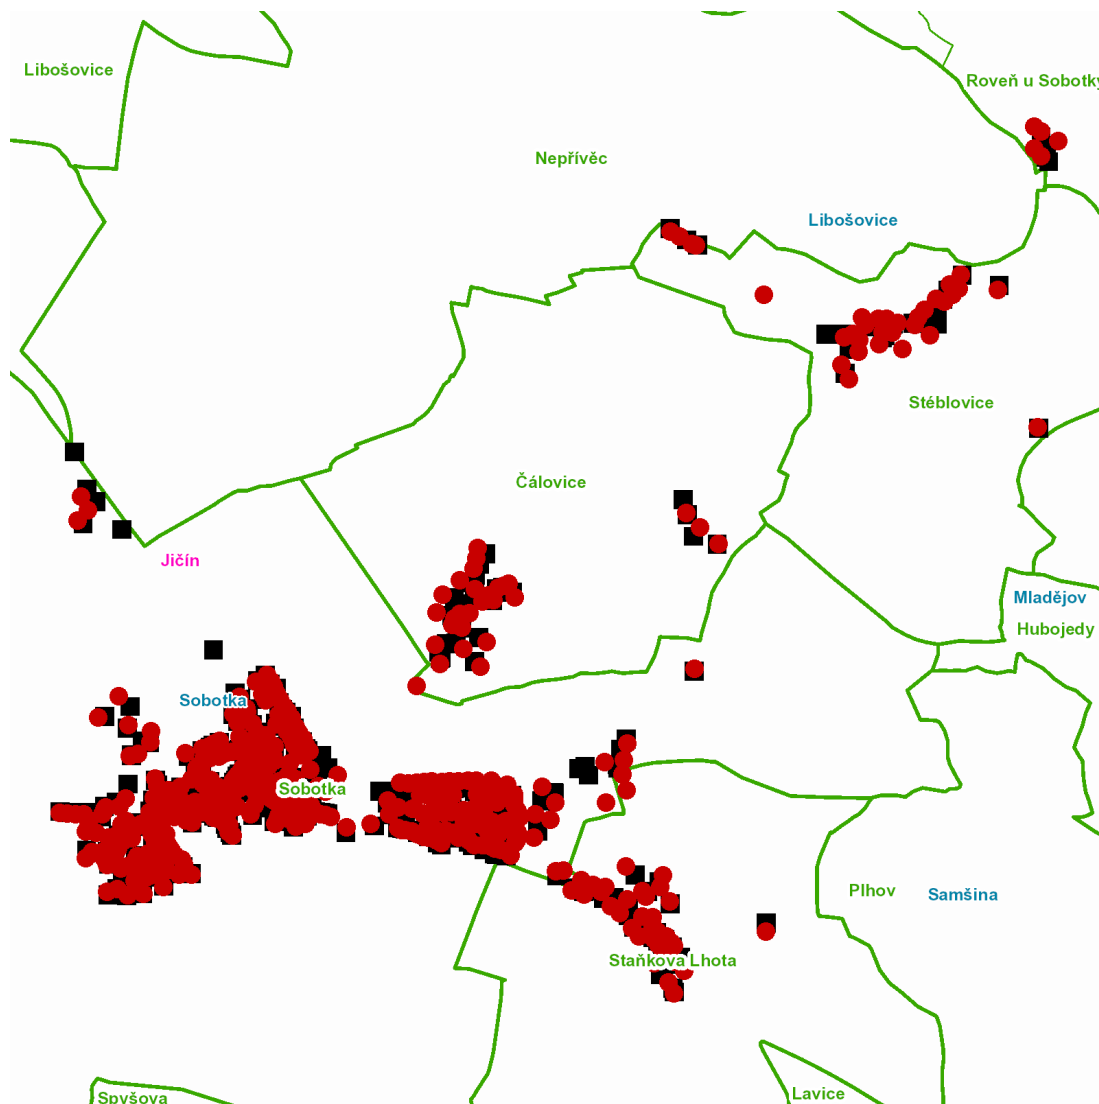 Libošovice
Roveň u Sobotky
Nepřívěc
Libošovice
Stéblovice
Čálovice
Jičín
Mladějov
Hubojedy
Sobotka
Sobotka
Plhov
Samšina
Staňkova Lhota
Lavice
Spyšova